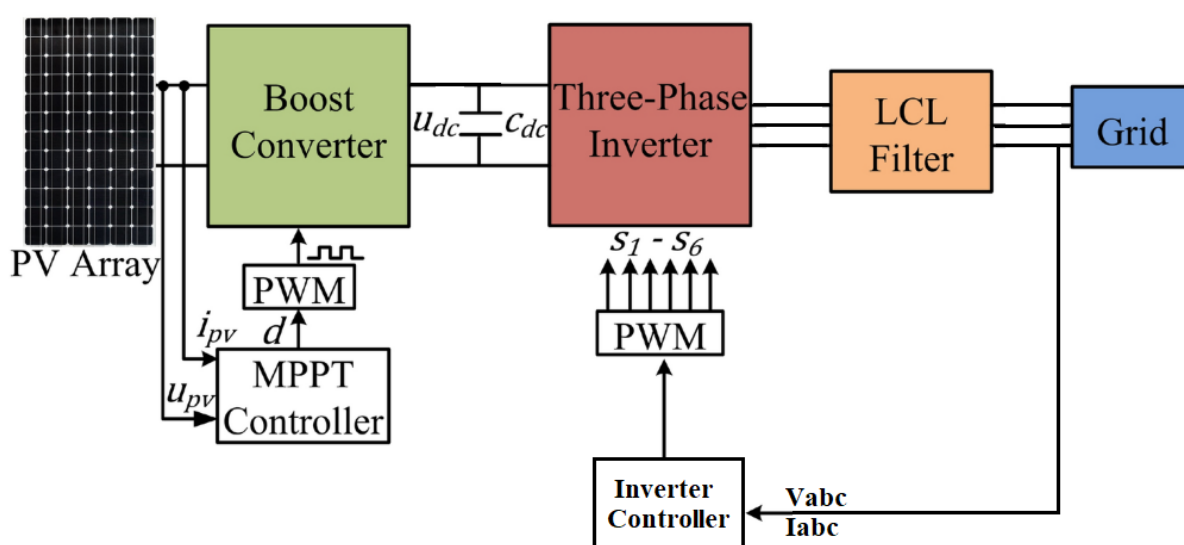 PV Array
Boost
Converter
u_dc
c_dc
Three-Phase
Inverter
LCL
Filter
Grid
PWM
s_1 - s_6
PWM
i_pv
d
u_pv
MPPT
Controller
Inverter
Controller
Vabc
Iabc